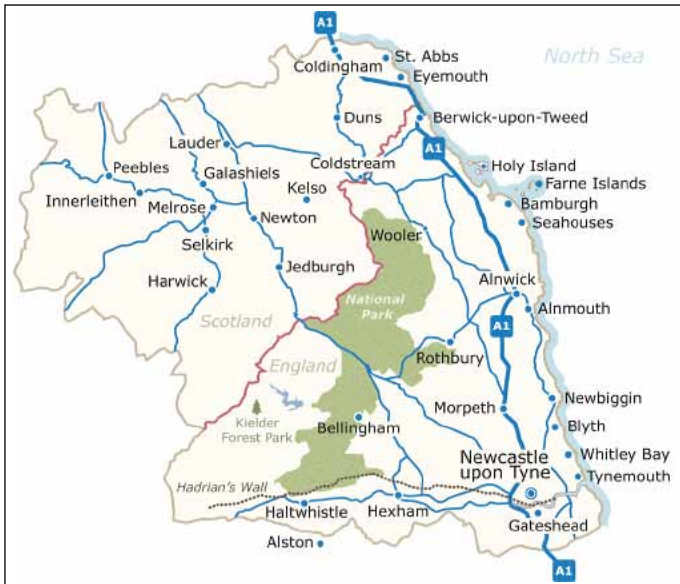 A1
St. Abbs
North Sea
Coldingham
Eyemouth
Duns
Berwick-upon-Tweed
Lauder
A1
Coldstream
Peebles
Galashiels
Holy Island
Kelso
Farne Islands
Innerleithen
Melrose
Bamburgh
Newton
Seahouses
Wooler
Selkirk
Jedburgh
Harwick
Alnwick
National
Park
Alnmouth
Scotland
A1
England
Rothbury
Newbiggin
Morpeth
Kielder
Forest Park
Bellingham
Blyth
Newcastle
upon Tyne
Whitley Bay
Tynemouth
Hadrian's Wall
Haltwhistle
Hexham
Gateshead
Alston
A1